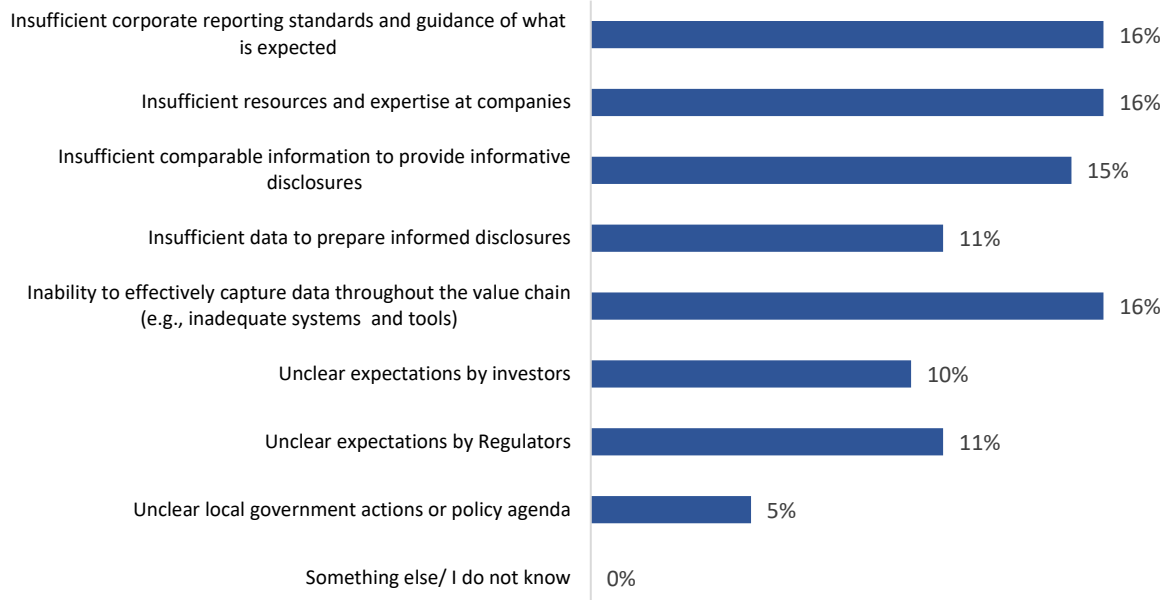 Insufficient corporate reporting standards and guidance of what
is expected
16%
Insufficient resources and expertise at companies
16%
Insufficient comparable information to provide informative
disclosures
15%
Insufficient data to prepare informed disclosures
11%
Inability to effectively capture data throughout the value chain
(e.g., inadequate systems and tools)
16%
Unclear expectations by investors
10%
Unclear expectations by Regulators
11%
Unclear local government actions or policy agenda
5%
Something else/ I do not know
0%